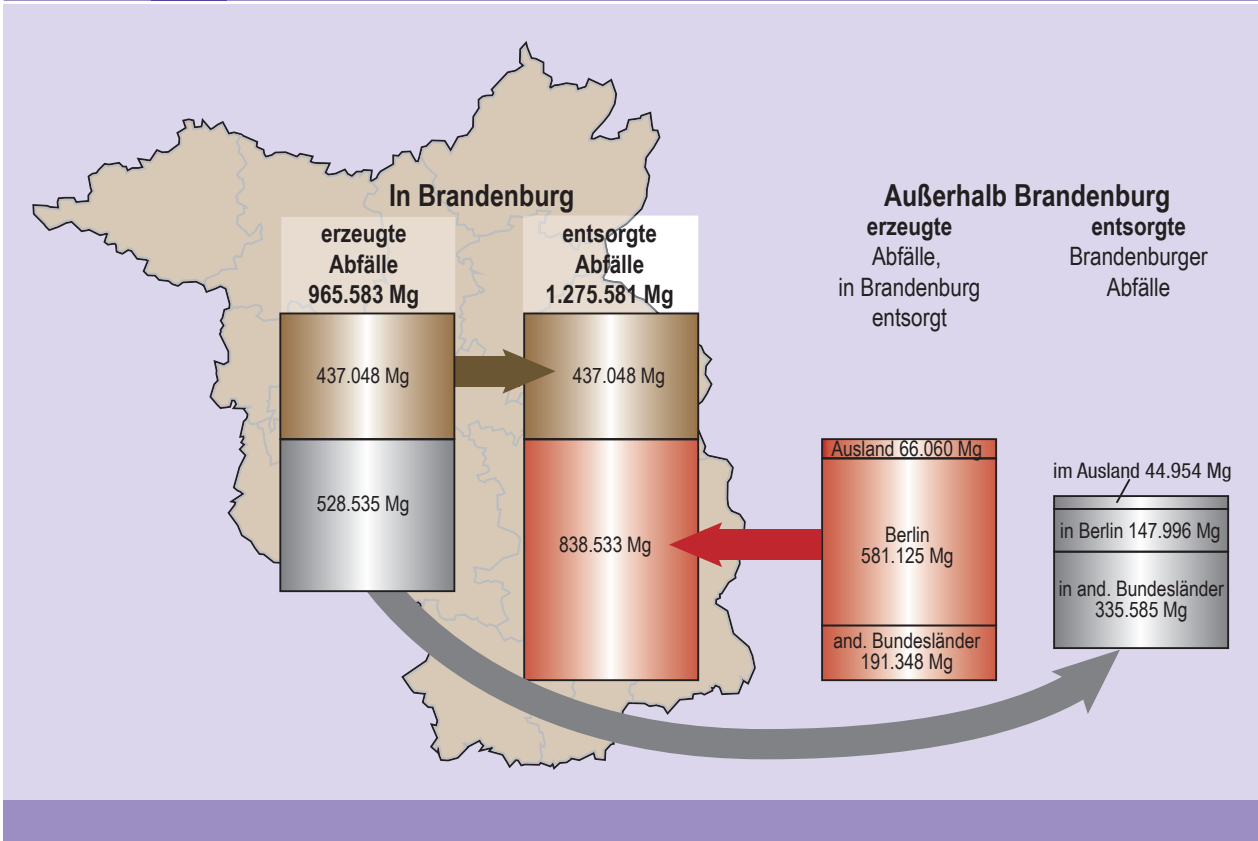 In Brandenburg
erzeugte
Abfälle
965.583 Mg
entsorgte
Abfälle
1.275.581 Mg
437.048 Mg
437.048 Mg
528.535 Mg
838.533 Mg
Außerhalb Brandenburg
erzeugte
Abfälle,
in Brandenburg
entsorgt
entsorgte
Brandenburger
Abfälle
Ausland 66.060 Mg
Berlin
581.125 Mg
and. Bundesländer
191.348 Mg
im Ausland 44.954 Mg
in Berlin 147.996 Mg
in and. Bundesländer
335.585 Mg